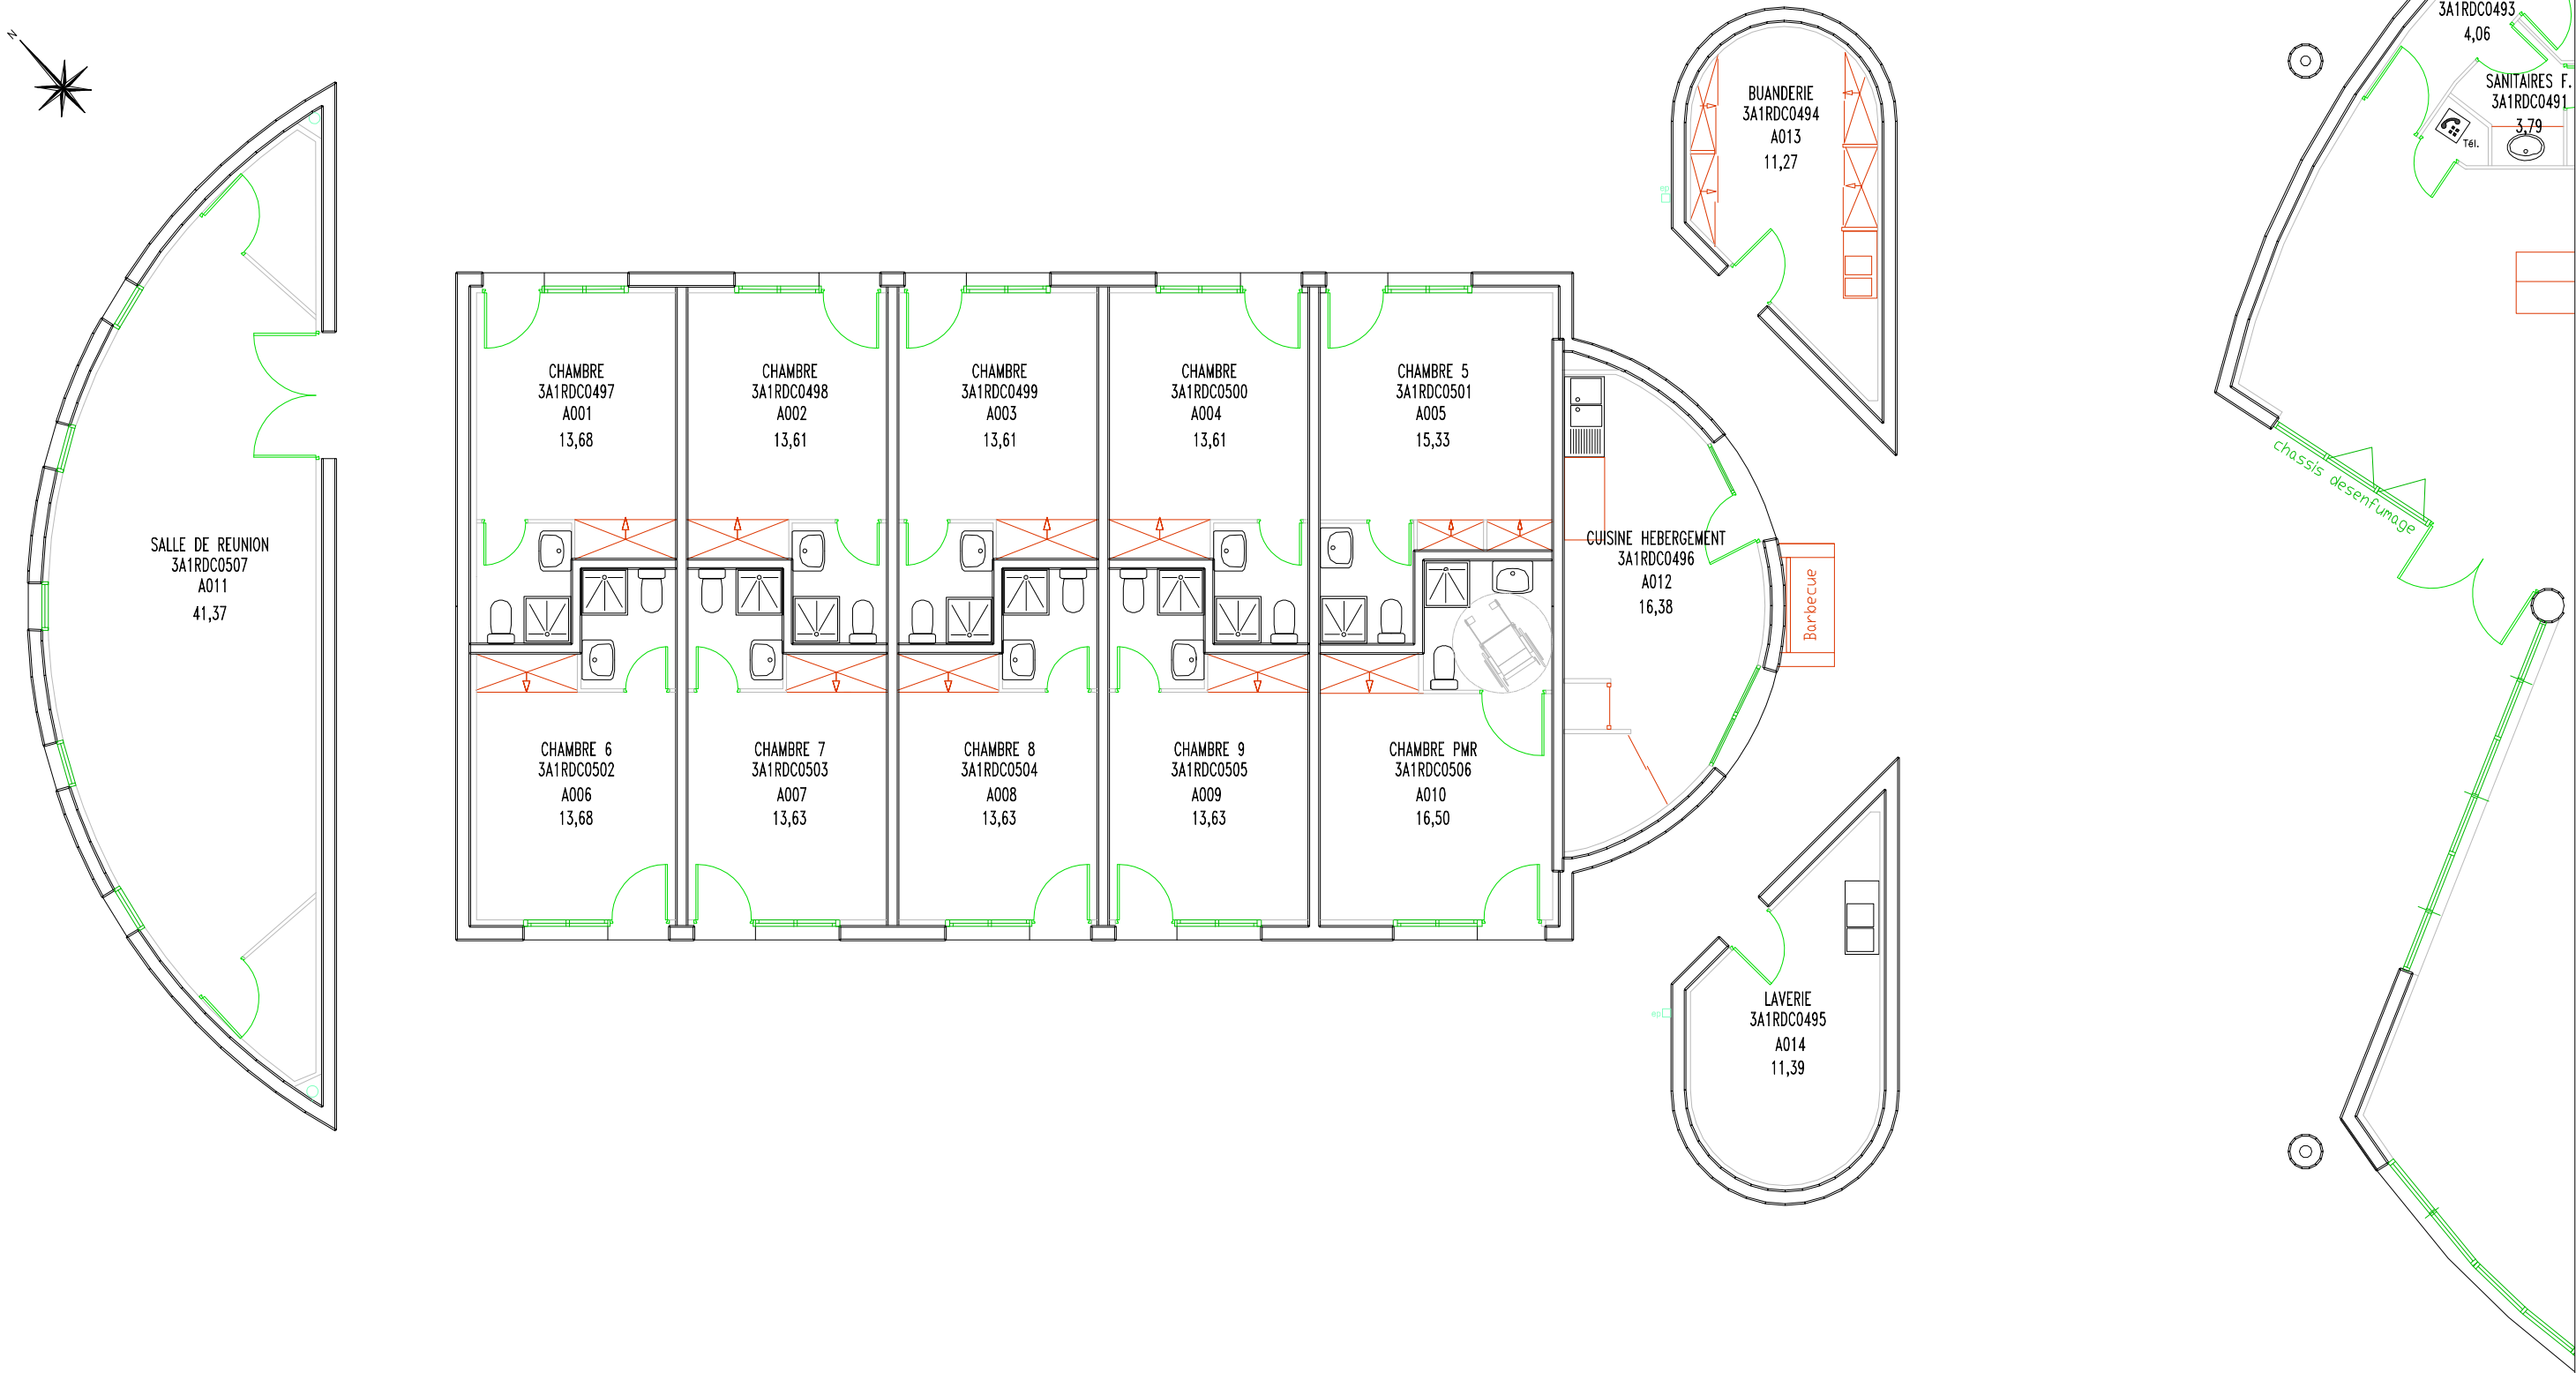 N
3A1RDC0493
4,06
SANITAIRES F.
3A1RDC0491
3,79
Tél.
BUANDERIE
3A1RDC0494
A013
11,27
ep
CHAMBRE
3A1RDC0497
A001
13,68
CHAMBRE
3A1RDC0498
A002
13,61
CHAMBRE
3A1RDC0499
A003
13,61
CHAMBRE
3A1RDC0500
A004
13,61
CHAMBRE 5
3A1RDC0501
A005
15,33
chassis desenfumage
SALLE DE REUNION
3A1RDC0507
A011
41,37
CUISINE HEBERGEMENT
3A1RDC0496
A012
16,38
Barbecue
CHAMBRE 6
3A1RDC0502
A006
13,68
CHAMBRE 7
3A1RDC0503
A007
13,63
CHAMBRE 8
3A1RDC0504
A008
13,63
CHAMBRE 9
3A1RDC0505
A009
13,63
CHAMBRE PMR
3A1RDC0506
A010
16,50
LAVERIE
3A1RDC0495
A014
11,39
ep